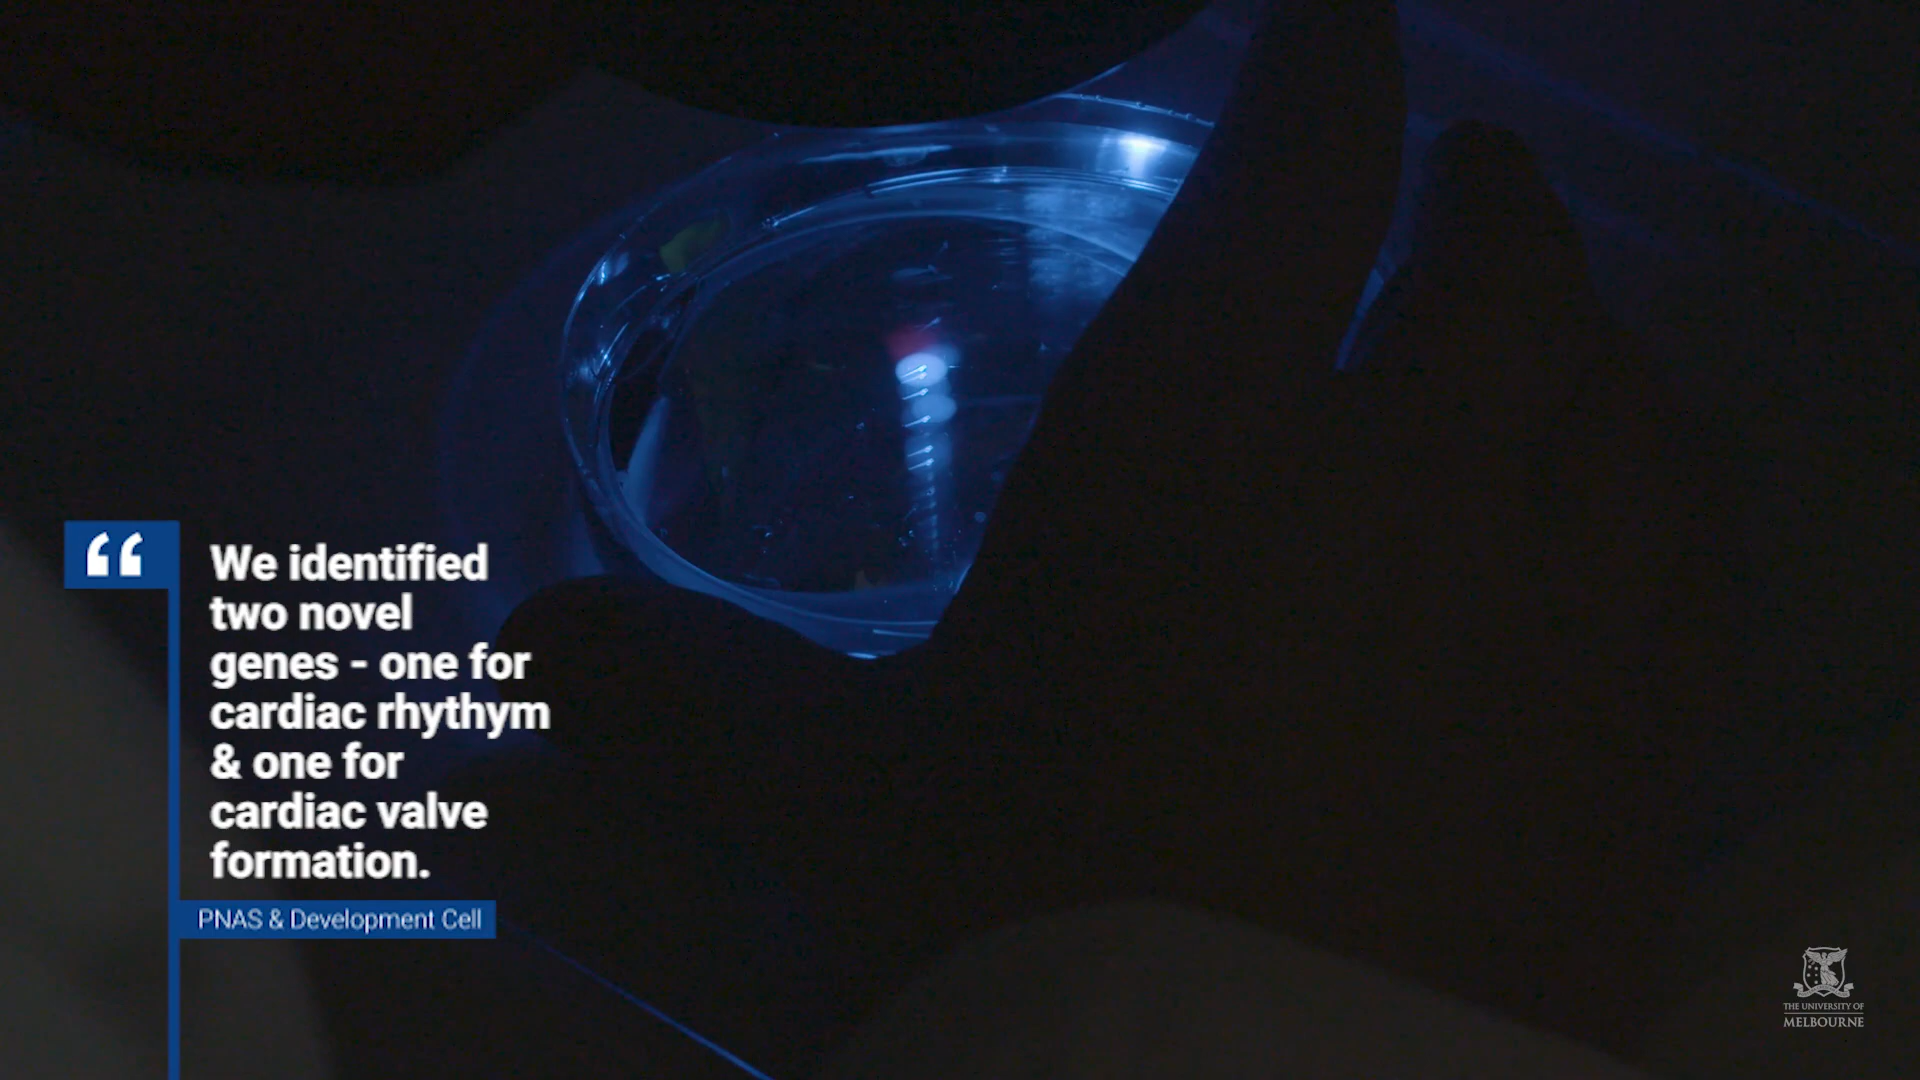 “
We identified
two novel
genes - one for
cardiac rhythym
& one for
cardiac valve
formation.
PNAS & Development Cell
THE UNIVERSITY OF
MELBOURNE